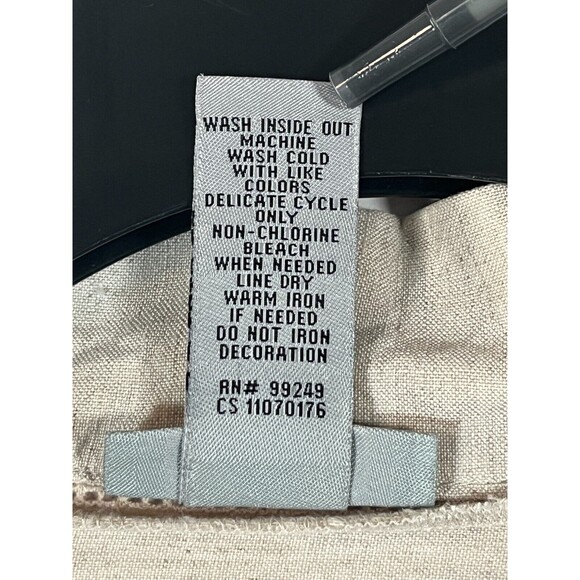 WASH INSIDE OUT
MACHINE
WASH COLD
WITH LIKE
COLORS
DELICATE CYCLE
ONLY
NON-CHLORINE
BLEACH
WHEN NEEDED
LINE DRY
WARM IRON
IF NEEDED
DO NOT IRON
DECORATION
RN# 99249
CS 11070176